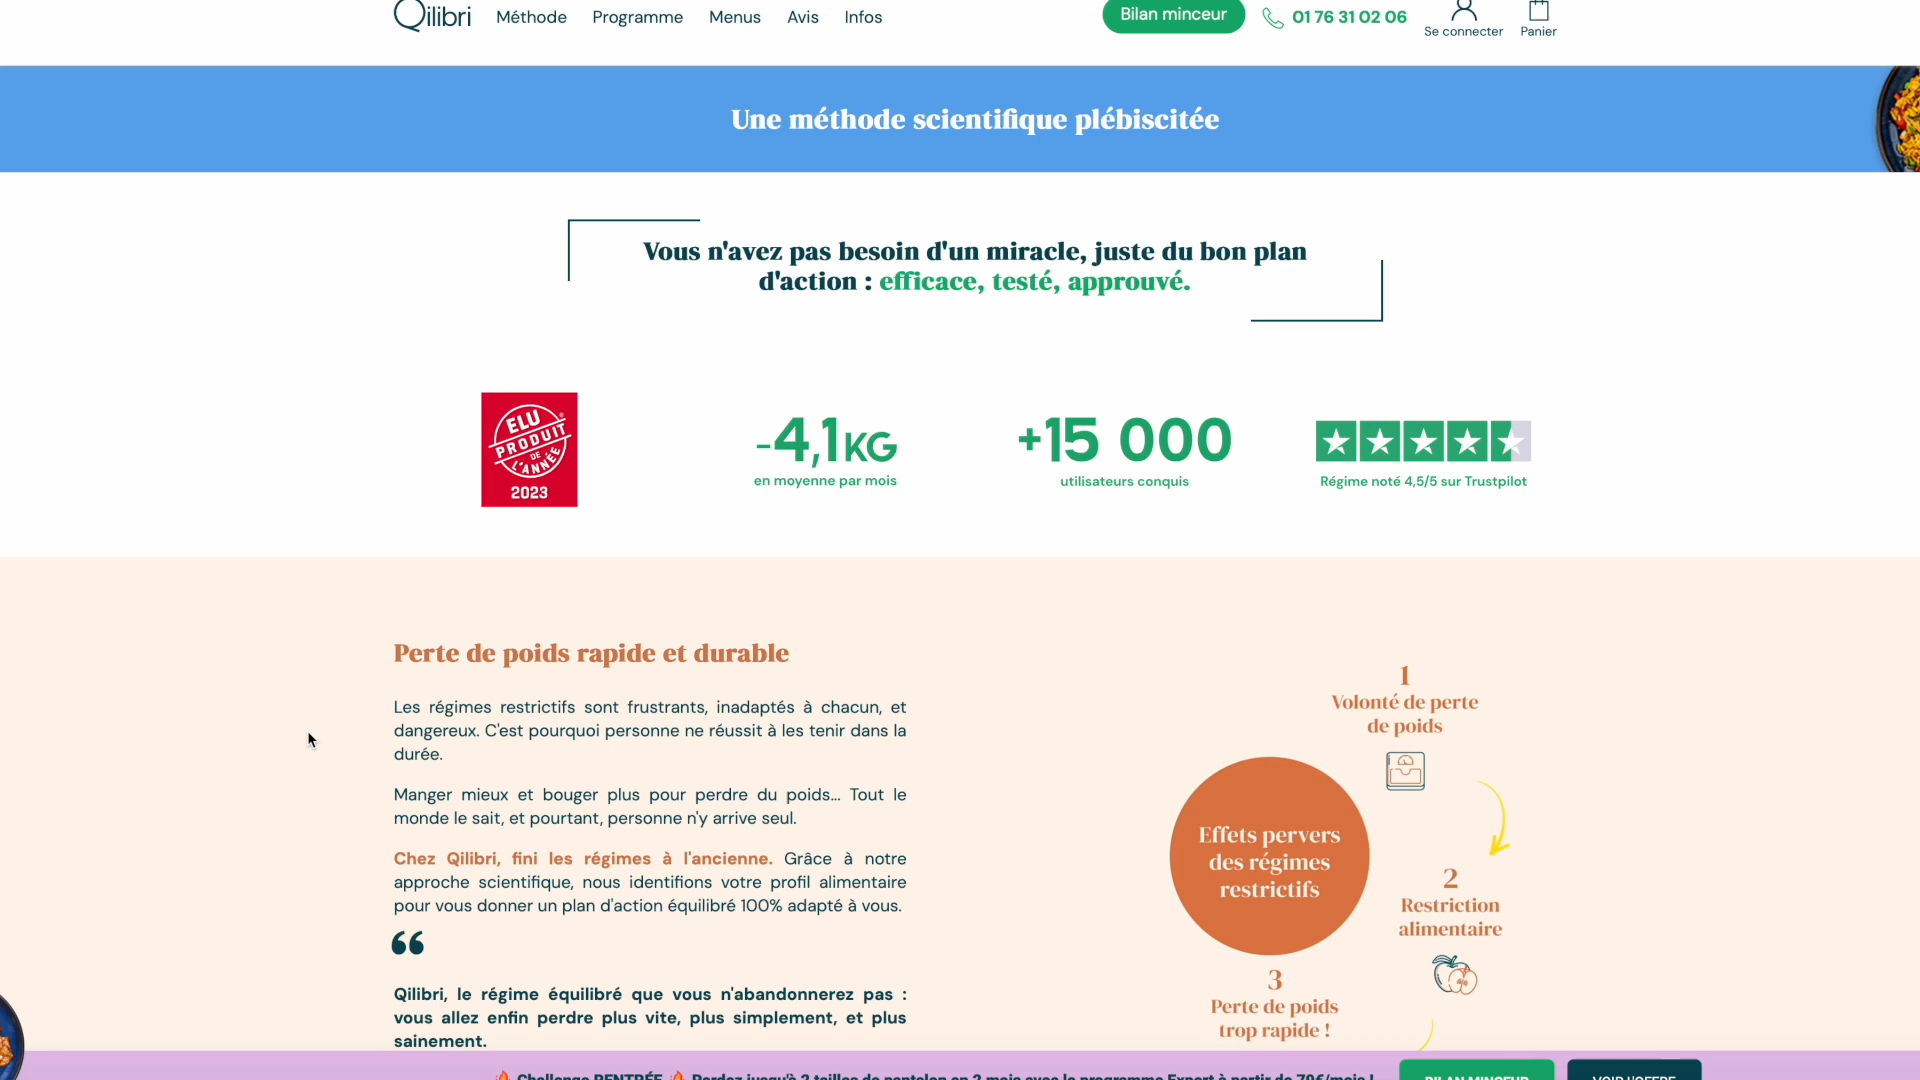 Qilibri Méthode Programme Menus Avis Infos Bilan minceur 01 76 31 02 06
Se connecter Panier
Une méthode scientifique plébiscitée
Vous n'avez pas besoin d'un miracle, juste du bon plan
d'action : efficace, testé, approuvé.
ELU
PRODUIT
DE
L'ANNÉE
2023
-4,1KG
en moyenne par mois
+15 000
utilisateurs conquis
Régime noté 4,5/5 sur Trustpilot
Perte de poids rapide et durable
Les régimes restrictifs sont frustrants, inadaptés à chacun, et
dangereux. C'est pourquoi personne ne réussit à les tenir dans la
durée.
Manger mieux et bouger plus pour perdre du poids... Tout le
monde le sait, et pourtant, personne n'y arrive seul.
Chez Qilibri, fini les régimes à l'ancienne. Grâce à notre
approche scientifique, nous identifions votre profil alimentaire
pour vous donner un plan d'action équilibré 100% adapté à vous.
“
Qilibri, le régime équilibré que vous n'abandonnerez pas :
vous allez enfin perdre plus vite, plus simplement, et plus
sainement.
1
Volonté de perte
de poids
Effets pervers
des régimes
restrictifs
2
Restriction
alimentaire
3
Perte de poids
trop rapide !
Challenge RENTRÉE Perdez jusqu'à 2 tailles de pantalon en 2 mois avec le programme Expert à partir de 79€/mois !
BILAN MINCEUR
VOIR L'OFFRE